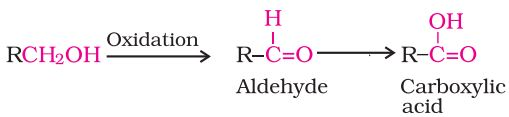 H OH
RCH₂OH Oxidation R–C=O R–C=O
Aldehyde Carboxylic
acid